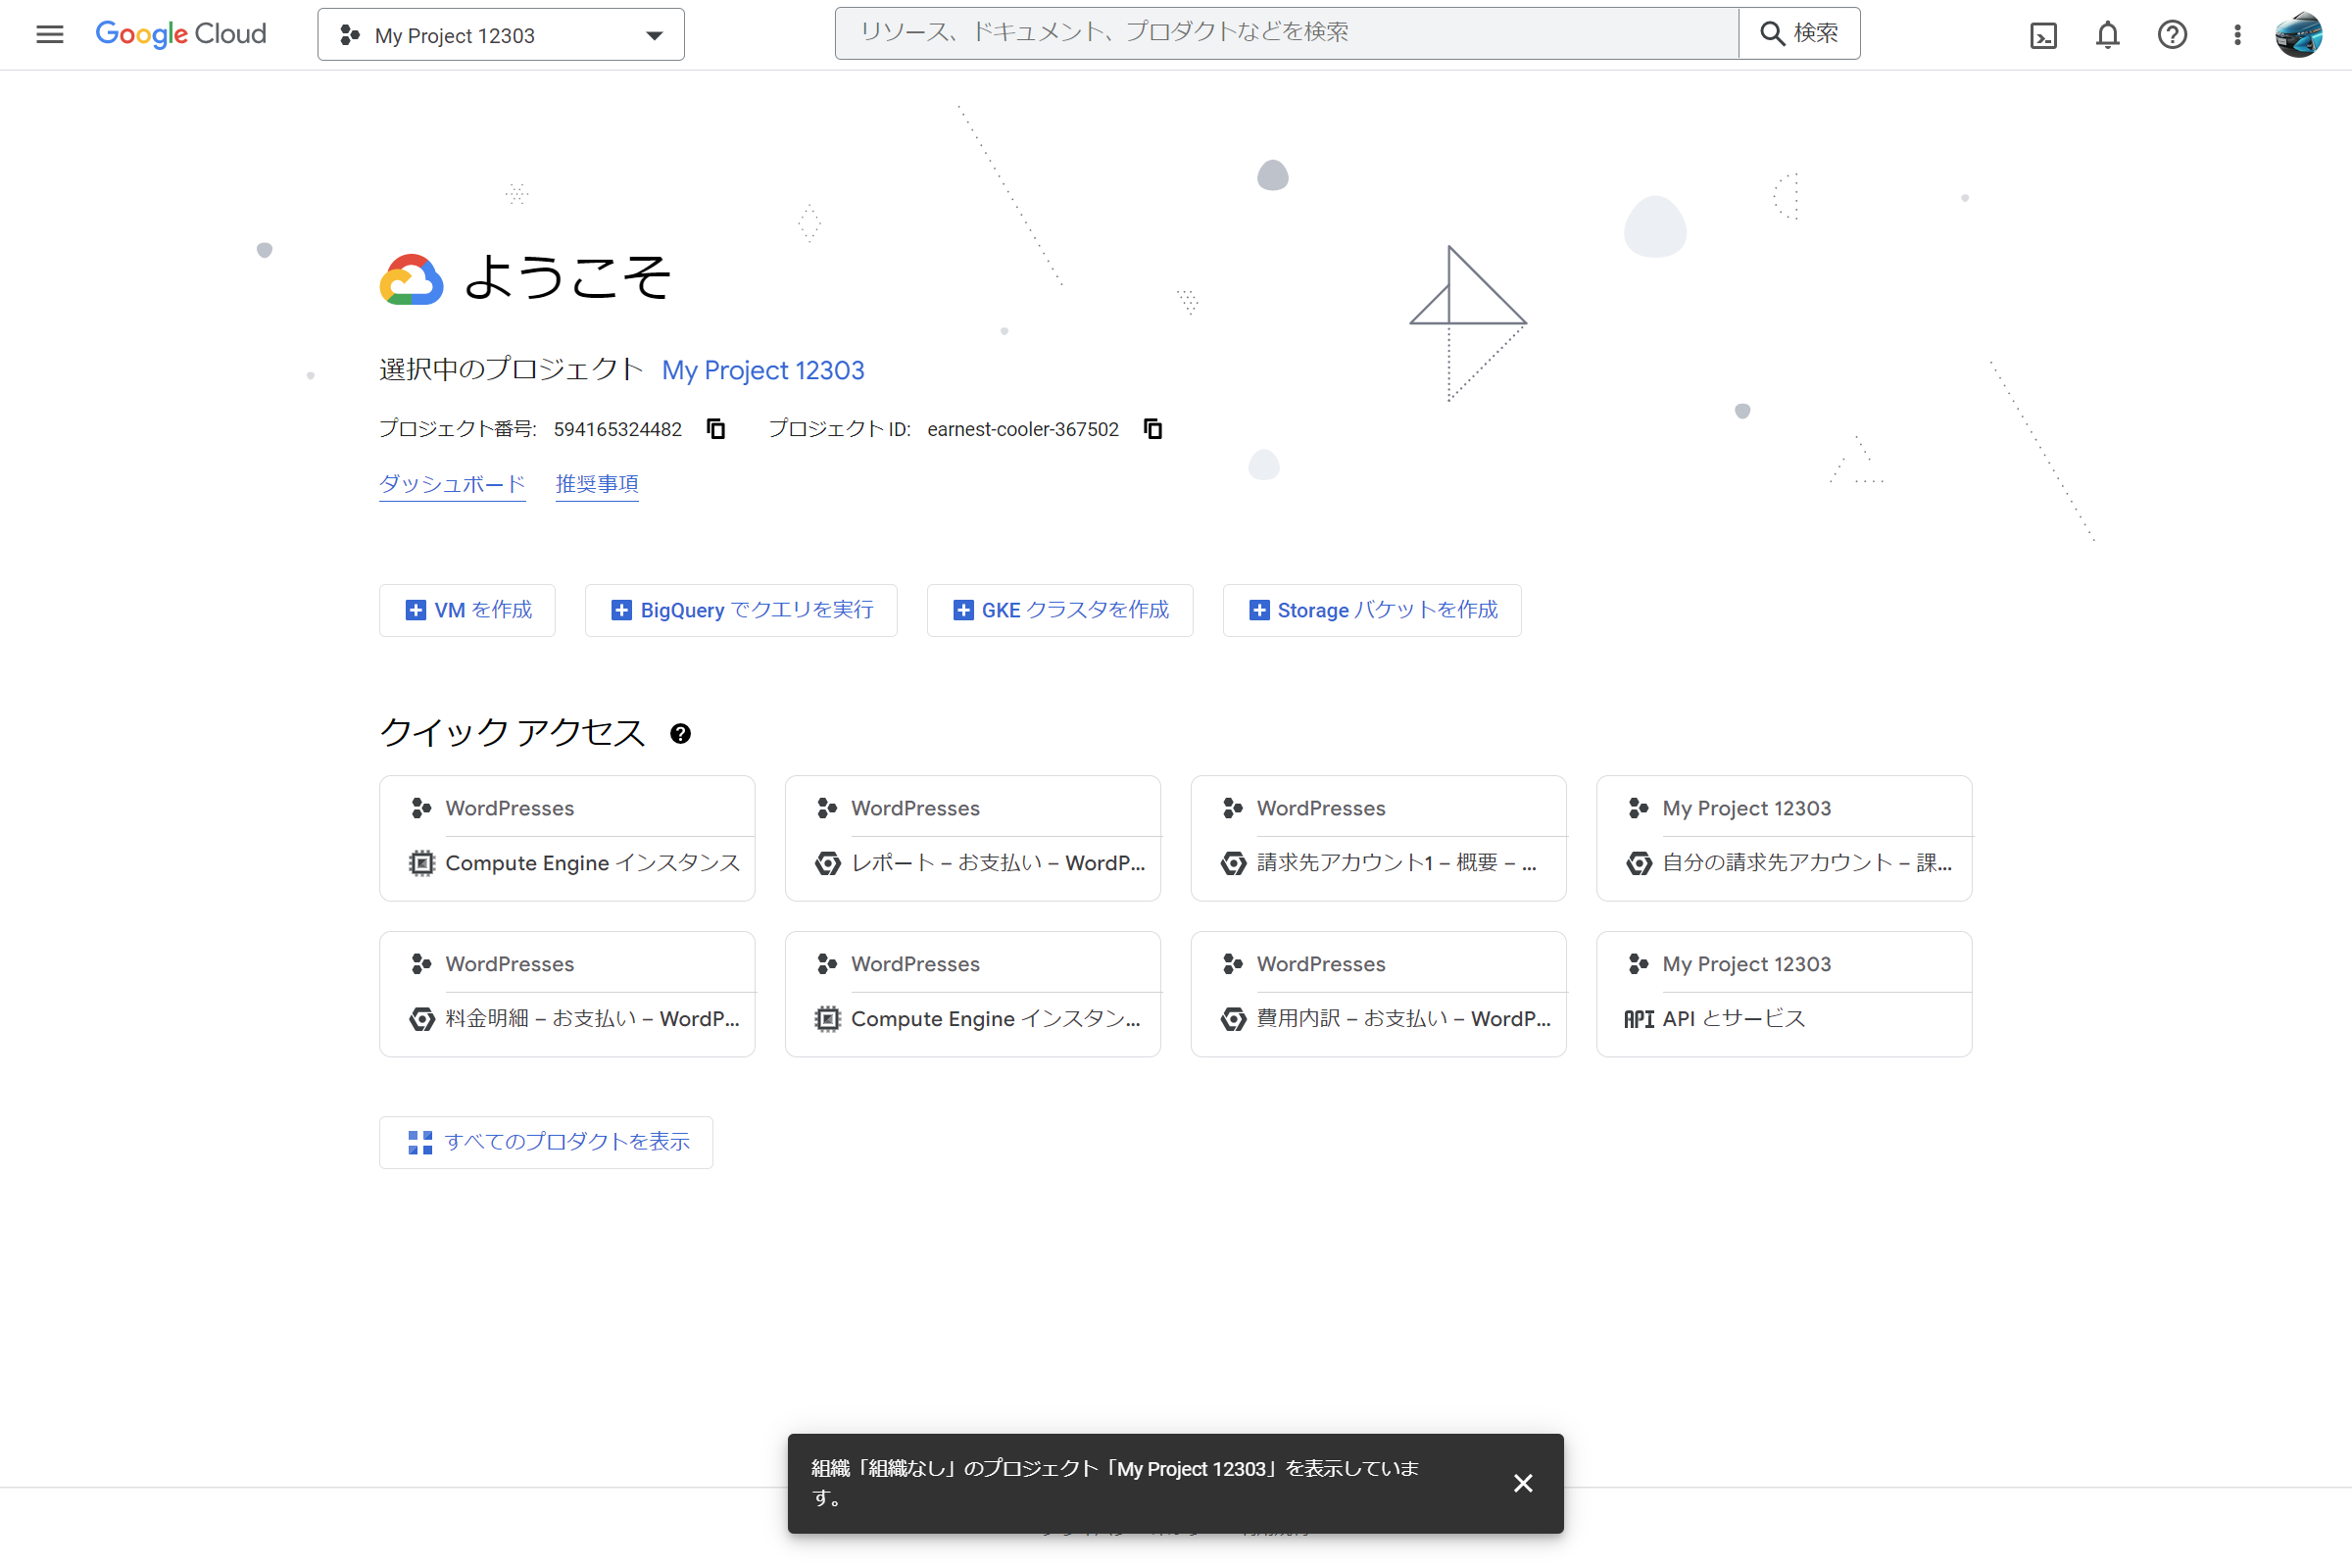 Google Cloud
My Project 12303
リソース、ドキュメント、プロダクトなどを検索
検索
ようこそ
選択中のプロジェクト My Project 12303
プロジェクト番号: 594165324482 プロジェクト ID: earnest-cooler-367502
ダッシュボード 推奨事項
VM を作成 BigQuery でクエリを実行 GKE クラスタを作成 Storage バケットを作成
クイック アクセス
WordPresses
Compute Engine インスタンス
WordPresses
レポート – お支払い – WordP...
WordPresses
請求先アカウント1 – 概要 – ...
My Project 12303
自分の請求先アカウント – 課...
WordPresses
料金明細 – お支払い – WordP...
WordPresses
Compute Engine インスタン...
WordPresses
費用内訳 – お支払い – WordP...
My Project 12303
API API とサービス
すべてのプロダクトを表示
組織「組織なし」のプロジェクト「My Project 12303」を表示していま
す。